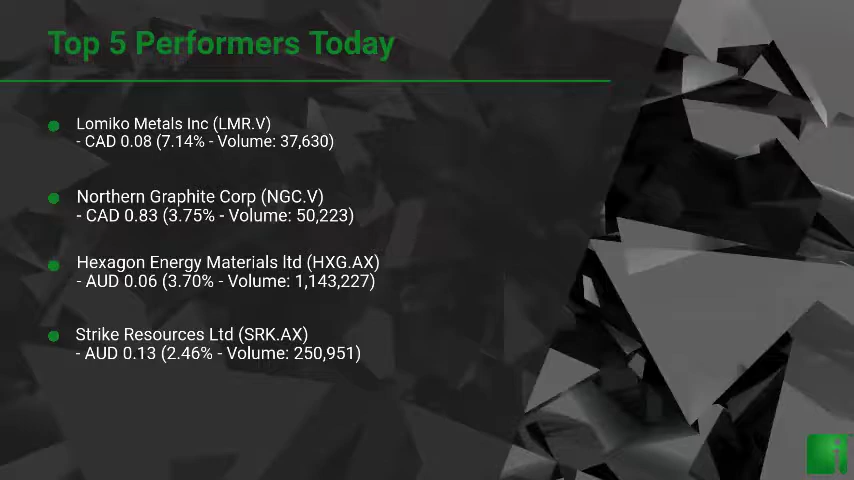 Top 5 Performers Today
Lomiko Metals Inc (LMR.V)
- CAD 0.08 (7.14% - Volume: 37,630)
Northern Graphite Corp (NGC.V)
- CAD 0.83 (3.75% - Volume: 50,223)
Hexagon Energy Materials ltd (HXG.AX)
- AUD 0.06 (3.70% - Volume: 1,143,227)
Strike Resources Ltd (SRK.AX)
- AUD 0.13 (2.46% - Volume: 250,951)
i